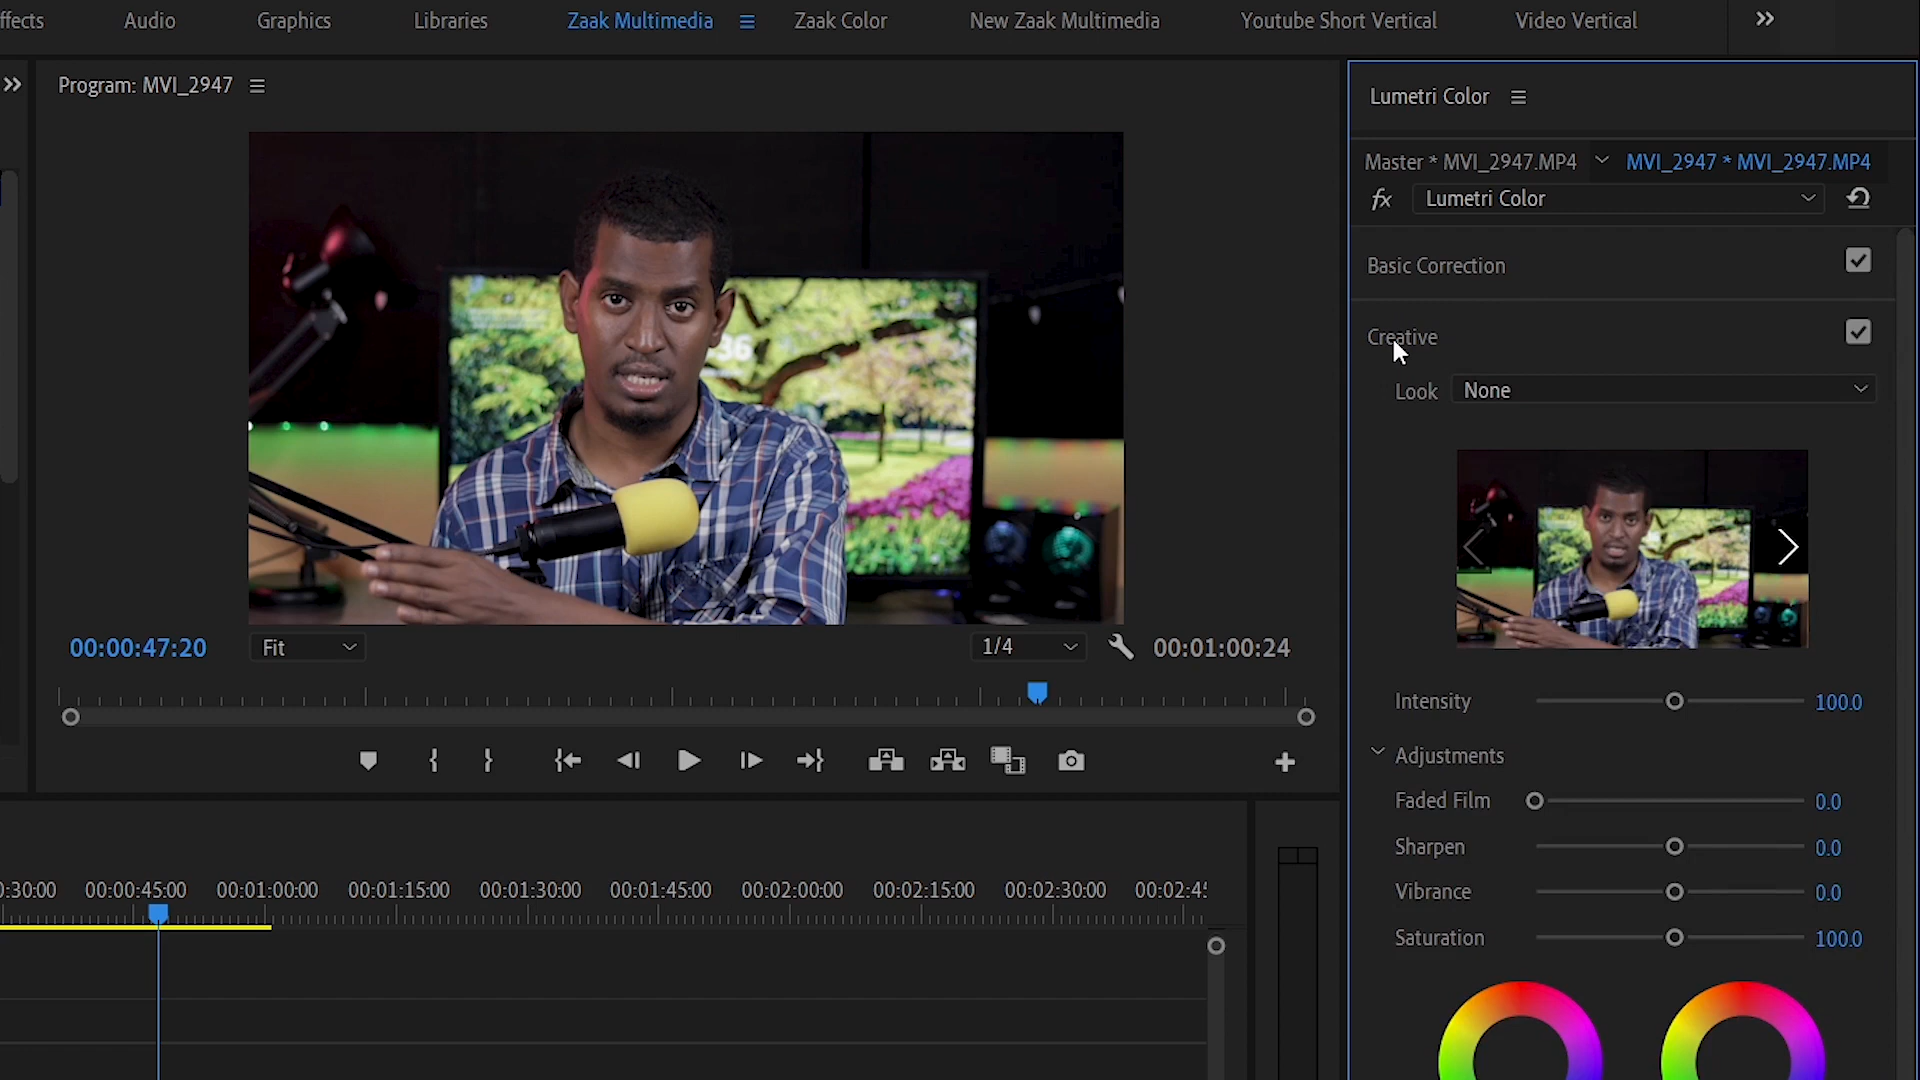 ffects Audio Graphics Libraries Zaak Multimedia Zaak Color New Zaak Multimedia Youtube Short Vertical Video Vertical
Program: MVI_2947
36
00:00:47:20 Fit 1/4 00:01:00:24
0:30:00 00:00:45:00 00:01:00:00 00:01:15:00 00:01:30:00 00:01:45:00 00:02:00:00 00:02:15:00 00:02:30:00 00:02:4
Lumetri Color
Master * MVI_2947.MP4 MVI_2947 * MVI_2947.MP4
fx Lumetri Color
Basic Correction
Creative
Look None
Intensity 100.0
Adjustments
Faded Film 0.0
Sharpen 0.0
Vibrance 0.0
Saturation 100.0